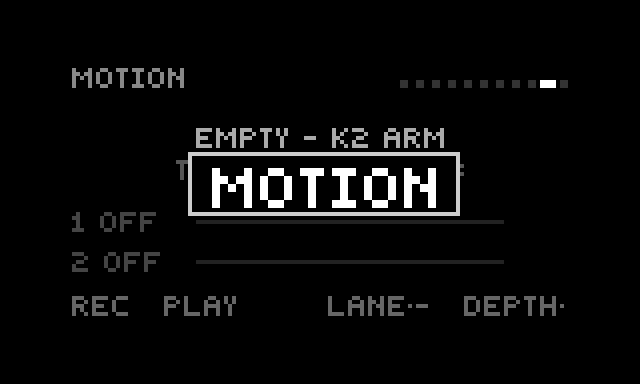 MOTION
EMPTY - K2 ARM
MOTION
1 OFF
2 OFF
REC PLAY LANE·- DEPTH·